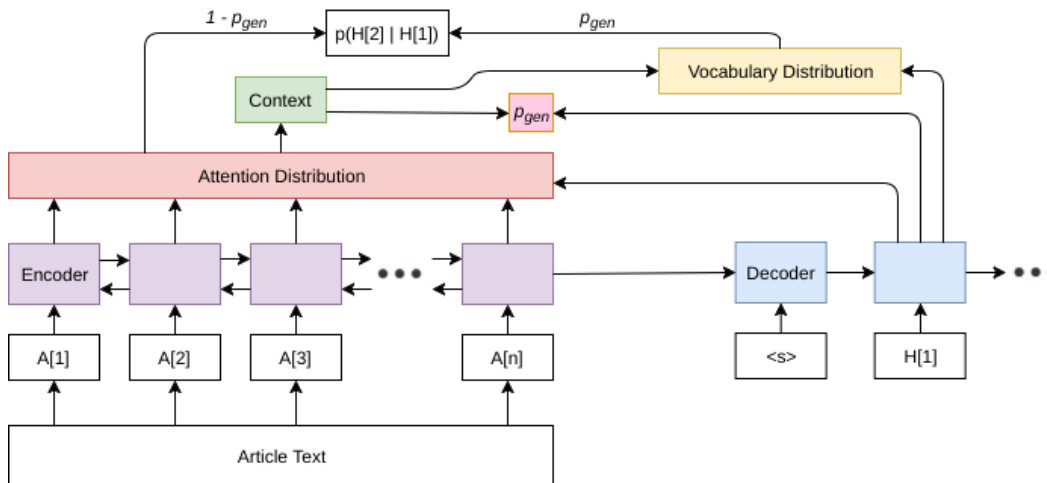 1 - pgen
p(H[2] | H[1])
pgen
Vocabulary Distribution
Context
pgen
Attention Distribution
Encoder
Decoder
A[1]
A[2]
A[3]
A[n]
<s>
H[1]
Article Text